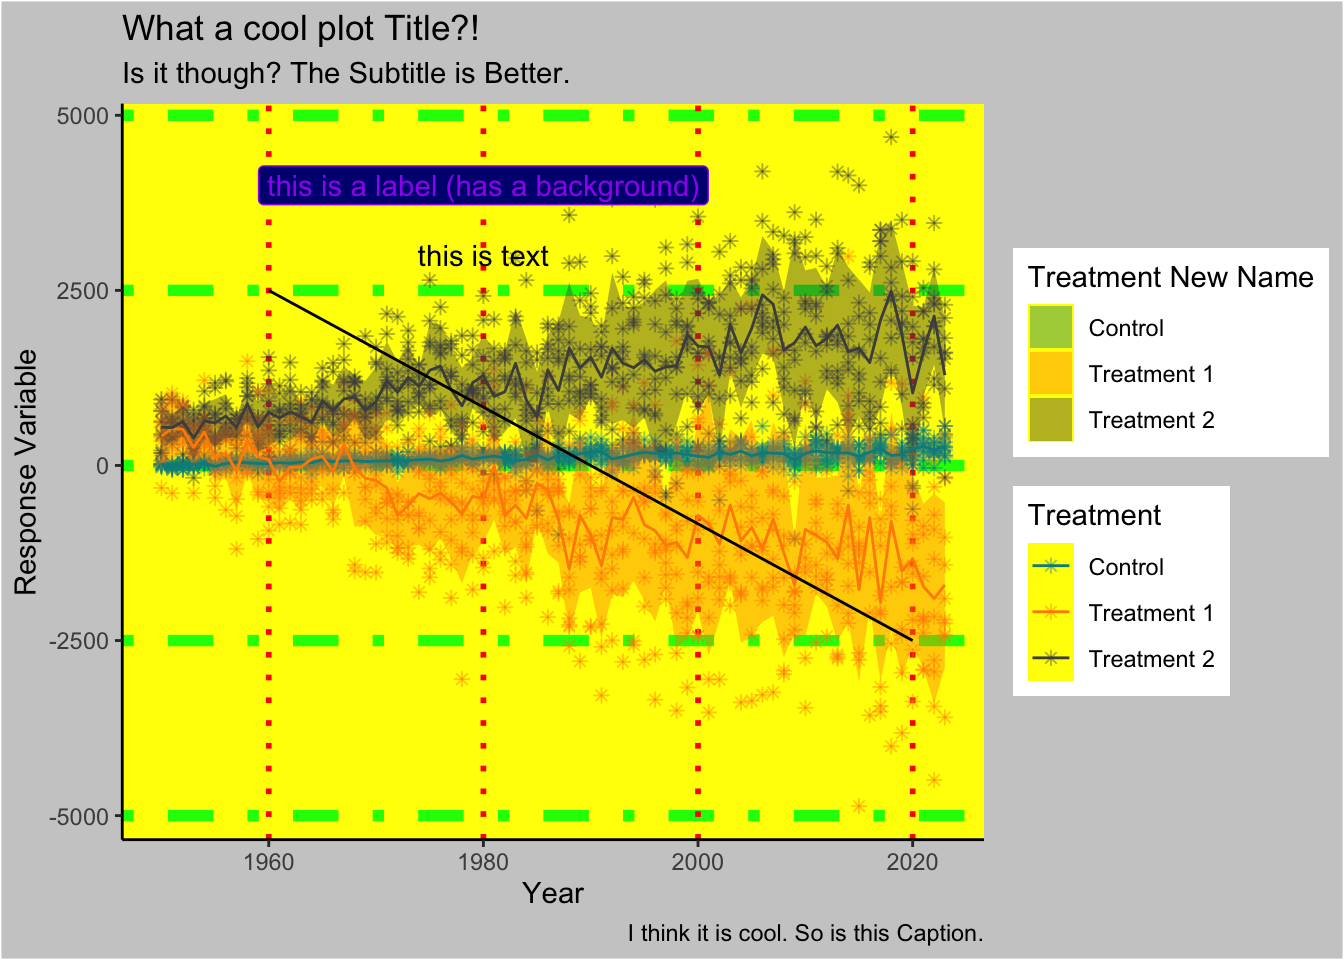 What a cool plot Title?!
Is it though? The Subtitle is Better.
5000
this is a label (has a background)
this is text
2500
0
-2500
-5000
Response Variable
1960
1980
2000
2020
Year
I think it is cool. So is this Caption.
Treatment New Name
Control
Treatment 1
Treatment 2
Treatment
Control
Treatment 1
Treatment 2